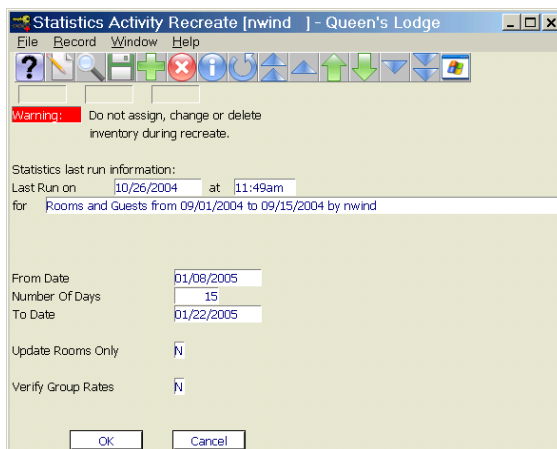 Statistics Activity Recreate [nwind ] - Queen's Lodge
File Record Window Help
Warning: Do not assign, change or delete
inventory during recreate.
Statistics last run information:
Last Run on 10/26/2004 at 11:49am
for Rooms and Guests from 09/01/2004 to 09/15/2004 by nwind
From Date 01/08/2005
Number Of Days 15
To Date 01/22/2005
Update Rooms Only N
Verify Group Rates N
OK Cancel